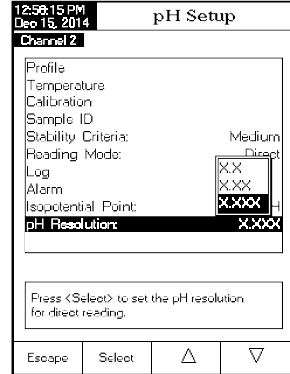 12:56:15 PM
Dec 15, 2014
pH Setup
Channel 2
Profile
Temperature
Calibration
Sample ID
Stability Criteria: Medium
Reading Mode: Direct
Log
X.X
Alarm
X.XX
Isopotential Point: X.XXX H
pH Resolution: X.XXX
Press <Select> to set the pH resolution
for direct reading.
Escape Select △ ▽